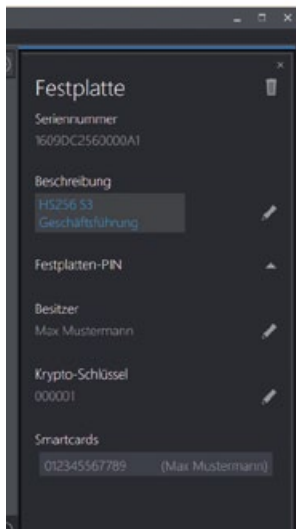 Festplatte
Seriennummer
1609DC2560000A1
Beschreibung
HS256 S3
Geschäftsführung
Festplatten-PIN
Besitzer
Max Mustermann
Krypto-Schlüssel
000001
Smartcards
012345567789 (Max Mustermann)